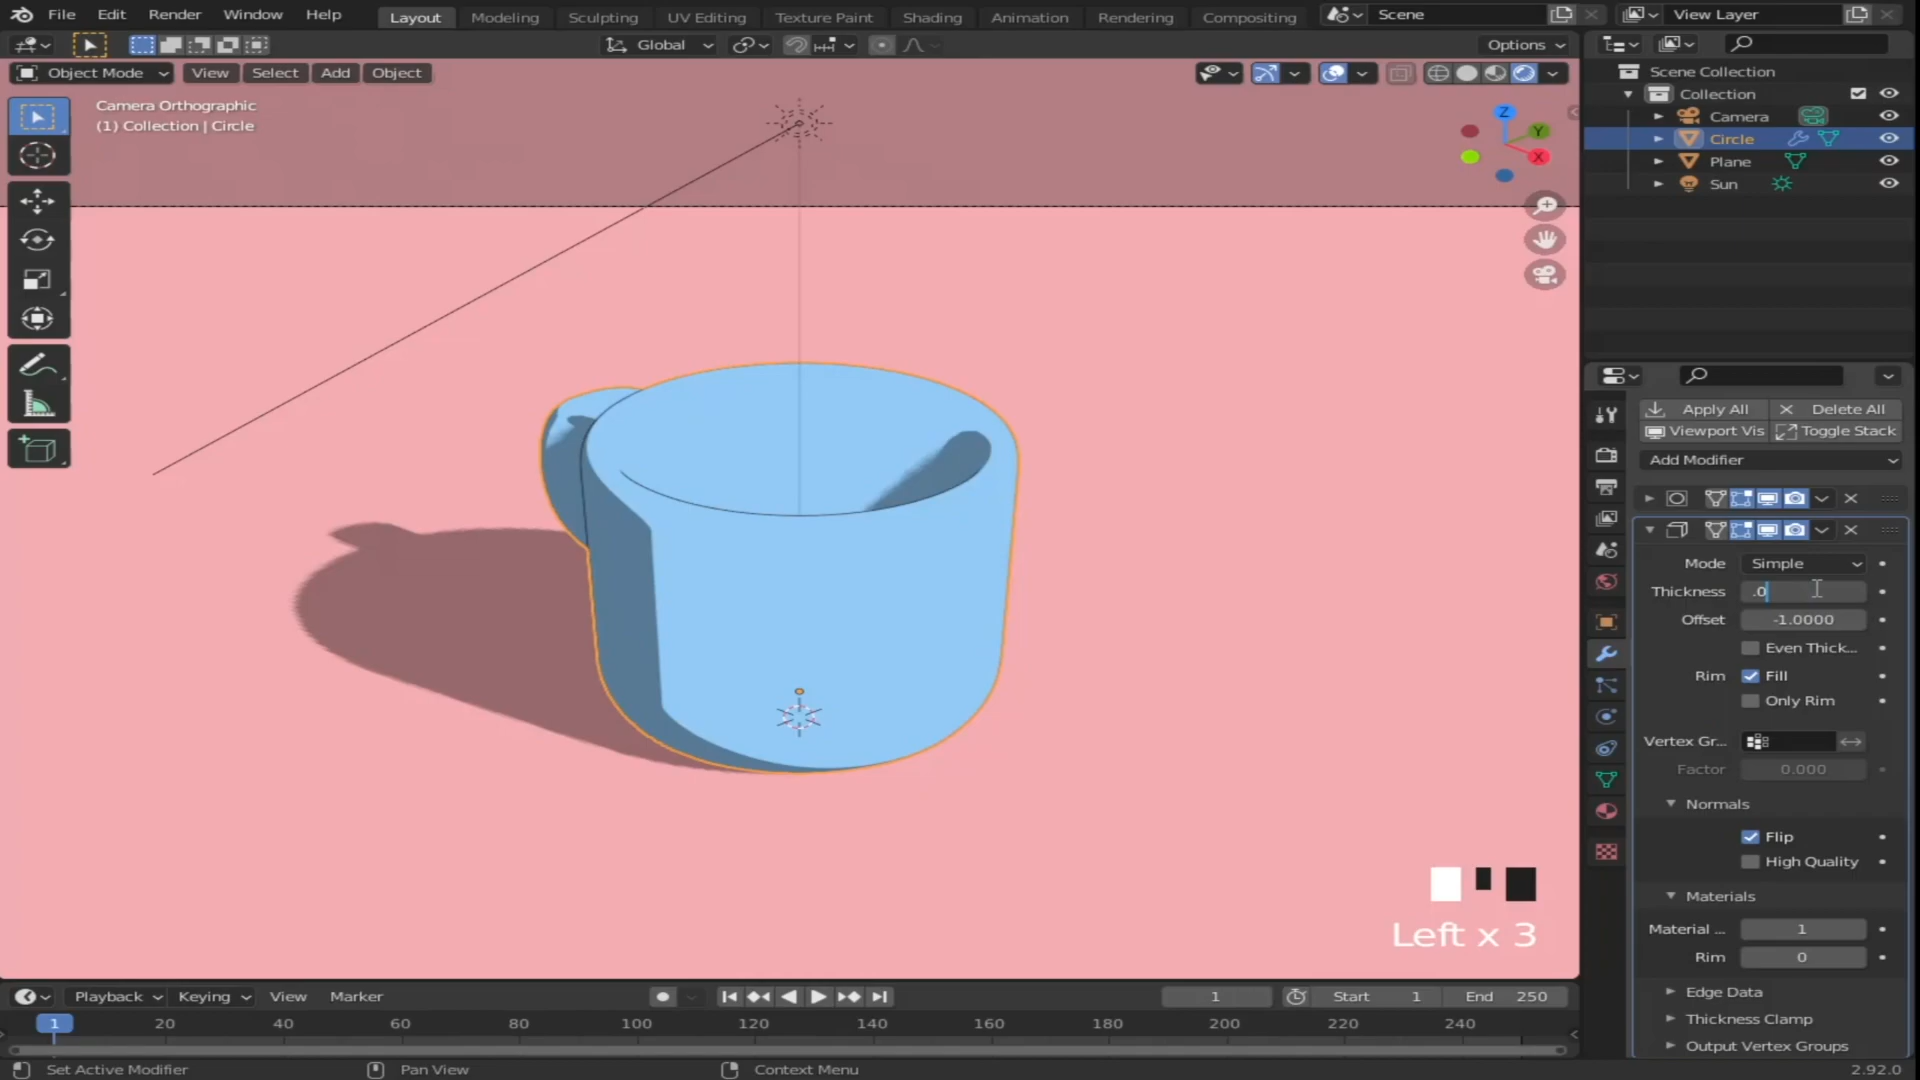 File Edit Render Window Help Layout Modeling Sculpting UV Editing Texture Paint Shading Animation Rendering Compositing Scene View Layer
Global Options
Object Mode View Select Add Object
Camera Orthographic
(1) Collection | Circle
Z
Y
X
Scene Collection
Collection
Camera
Circle
Plane
Sun
Apply All Delete All
Viewport Vis Toggle Stack
Add Modifier
Mode Simple
Thickness .0
Offset -1.0000
Even Thick...
Rim Fill
Only Rim
Vertex Gr...
Factor 0.000
Normals
Flip
High Quality
Materials
Material ... 1
Rim 0
Edge Data
Thickness Clamp
Output Vertex Groups
Left x 3
Playback Keying View Marker 1 Start 1 End 250
1 20 40 60 80 100 120 140 160 180 200 220 240
Set Active Modifier Pan View Context Menu 2.92.0